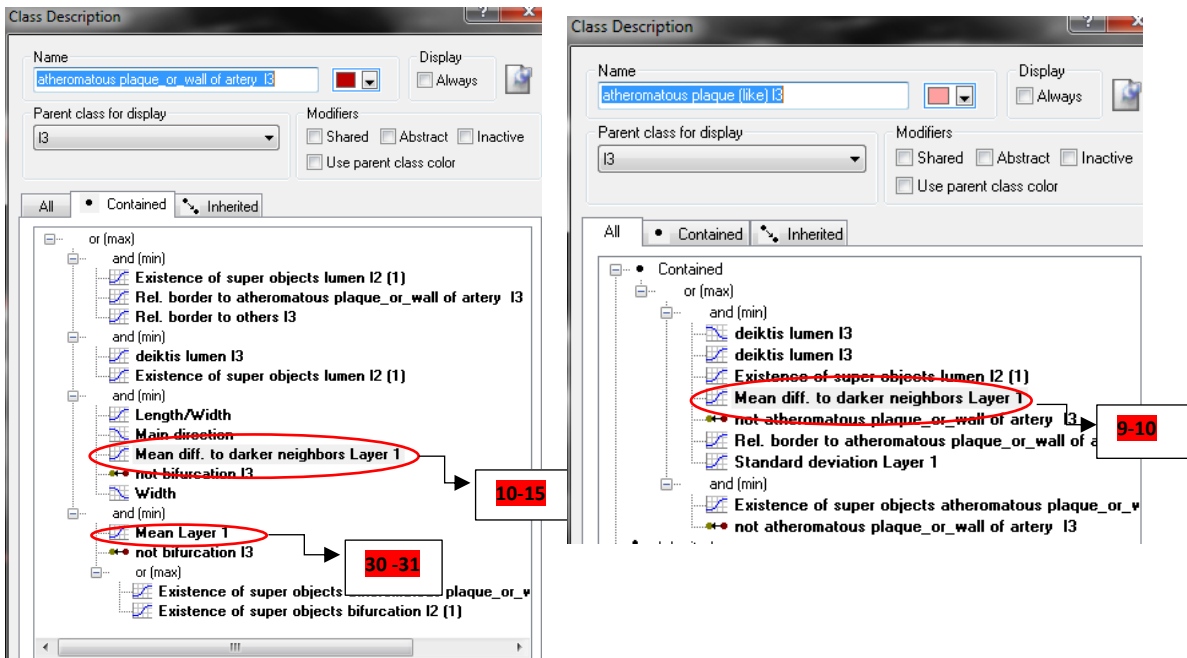 Class Description
Name
atheromatous plaque_or_wall of artery l3
Display
Always
Parent class for display
l3
Modifiers
Shared Abstract Inactive
Use parent class color
All Contained Inherited
or (max)
and (min)
Existence of super objects lumen l2 (1)
Rel. border to atheromatous plaque_or_wall of artery l3
Rel. border to others l3
and (min)
deiktis lumen l3
Existence of super objects lumen l2 (1)
and (min)
Length/Width
Main direction
Mean diff. to darker neighbors Layer 1
not bifurcation l3
Width
and (min)
Mean Layer 1
not bifurcation l3
or (max)
Existence of super objects plaque_or_w
Existence of super objects bifurcation l2 (1)
10-15
30 -31
Class Description
Name
atheromatous plaque (like) l3
Display
Always
Parent class for display
l3
Modifiers
Shared Abstract Inactive
Use parent class color
All Contained Inherited
Contained
or (max)
and (min)
deiktis lumen l3
deiktis lumen l3
Existence of super objects lumen l2 (1)
Mean diff. to darker neighbors Layer 1
not atheromatous plaque_or_wall of artery l3
Rel. border to atheromatous plaque_or_wall of a
Standard deviation Layer 1
and (min)
Existence of super objects atheromatous plaque_or_w
not atheromatous plaque_or_wall of artery l3
9-10